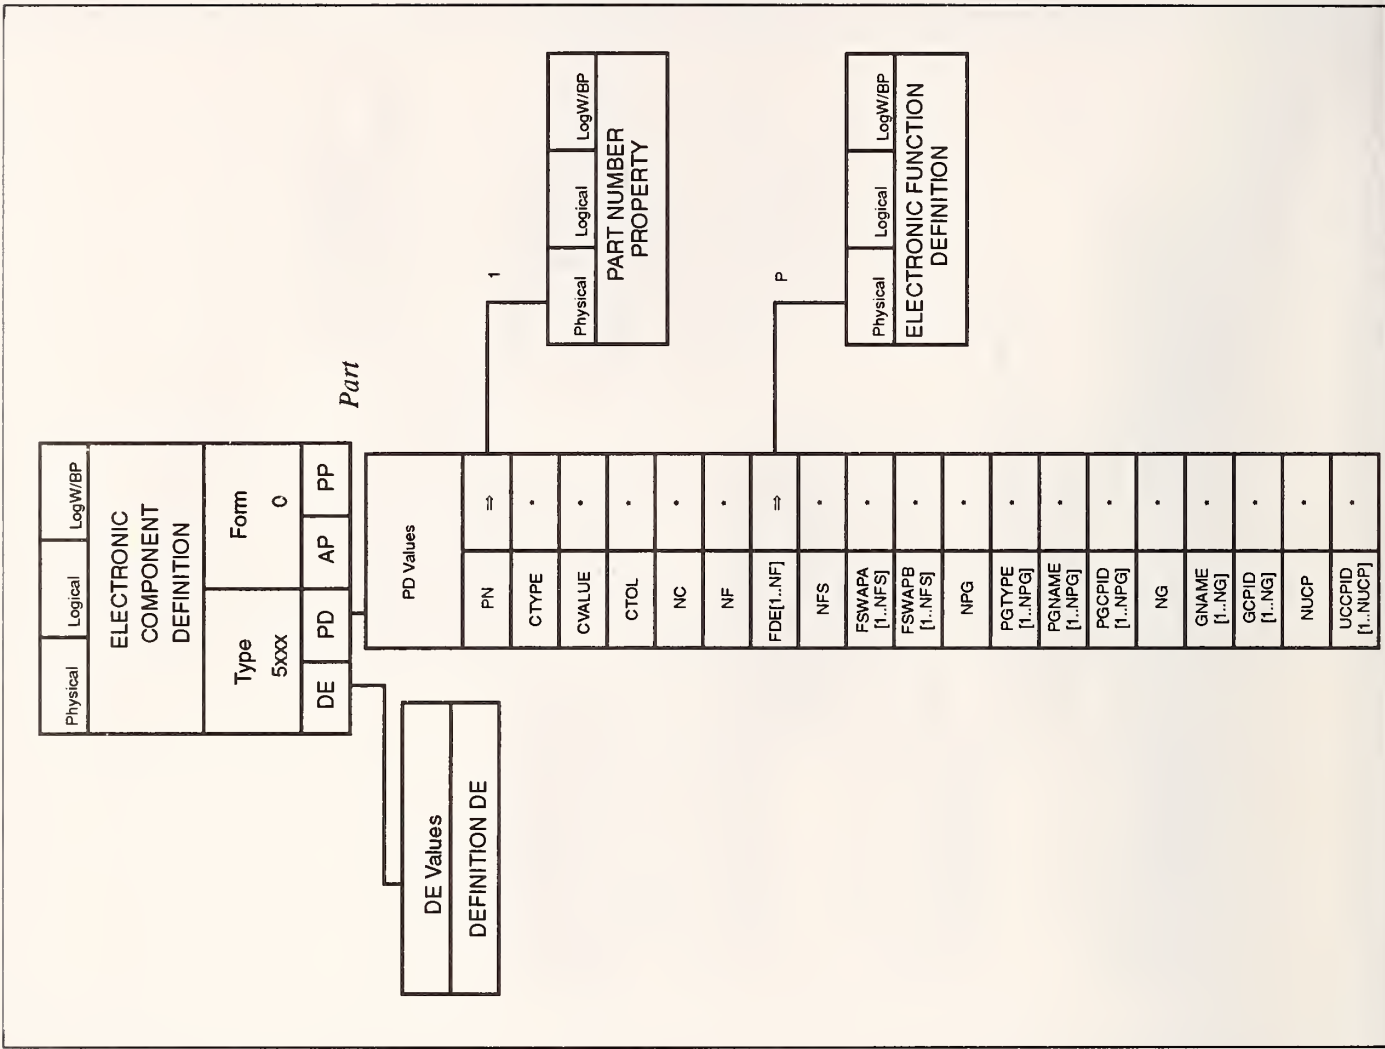 Physical
Logical
LogW/BP
ELECTRONIC
COMPONENT
DEFINITION
Type
5xxx
Form
0
DE
PD
AP
PP
Part
DE Values
DEFINITION DE
PD Values
PN ⇒
CTYPE *
CVALUE *
CTOL *
NC *
NF *
FDE[1..NF] ⇒
NFS *
FSWAPA
[1..NFS] *
FSWAPB
[1..NFS] *
NPG *
PGTYPE
[1..NPG] *
PGNAME
[1..NPG] *
PGCPID
[1..NPG] *
NG *
GNAME
[1..NG] *
GCPID
[1..NG] *
NUCP *
UCCPID
[1..NUCP] *
1
Physical
Logical
LogW/BP
PART NUMBER
PROPERTY
P
Physical
Logical
LogW/BP
ELECTRONIC FUNCTION
DEFINITION